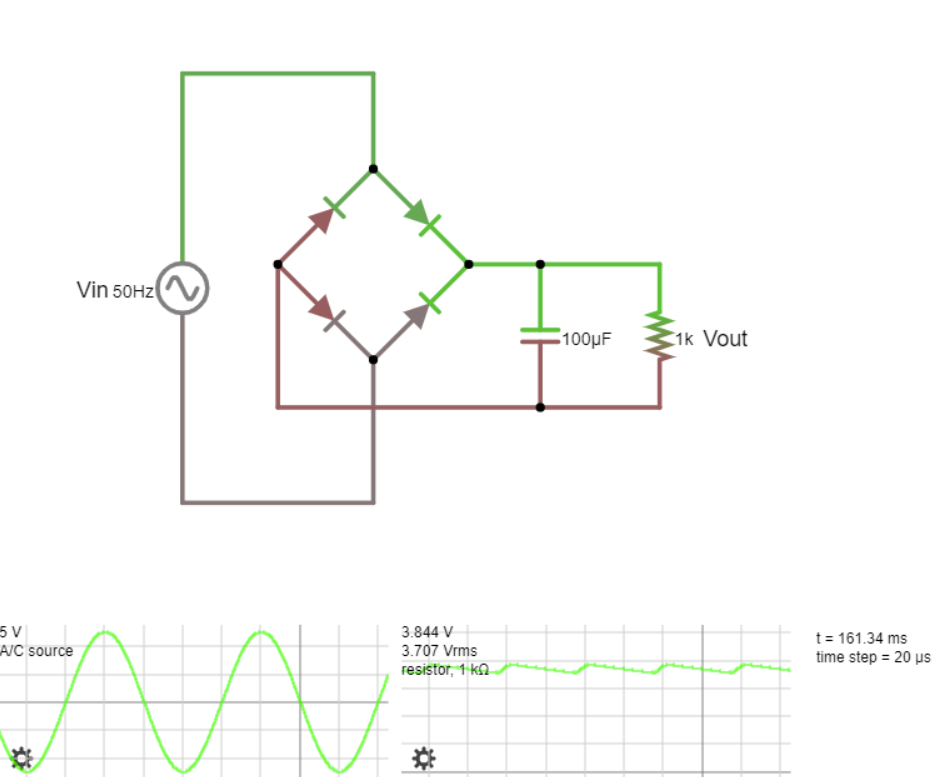 Vin 50Hz
100µF
1k Vout
5 V
A/C source
3.844 V
3.707 Vrms
resistor, 1 kΩ
t = 161.34 ms
time step = 20 µs